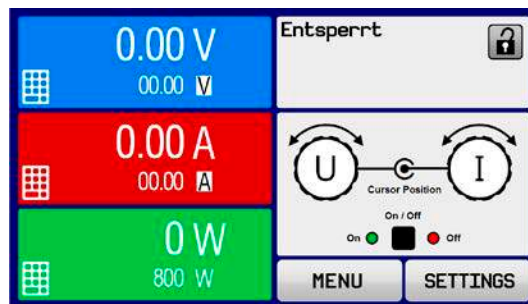 0.00 V
00.00 V
0.00 A
00.00 A
0 W
800 W
Entsperrt
U
I
Cursor Position
On / Off
On
Off
MENU
SETTINGS